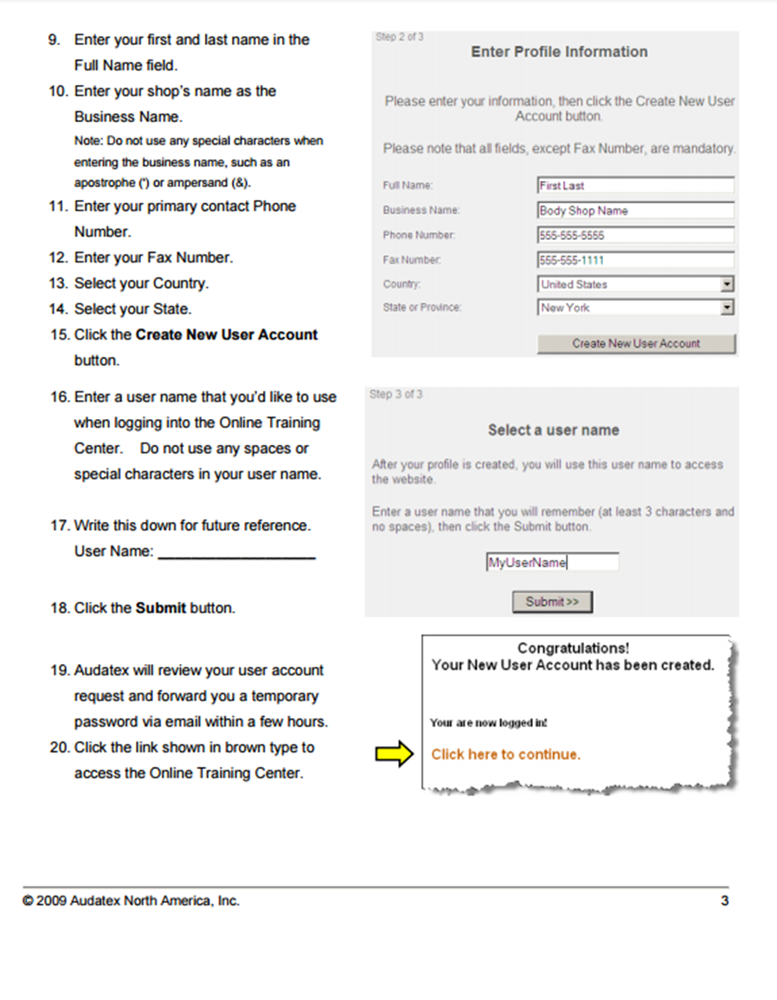 9. Enter your first and last name in the
Full Name field.
10. Enter your shop's name as the
Business Name.
Note: Do not use any special characters when
entering the business name, such as an
apostrophe (') or ampersand (&).
11. Enter your primary contact Phone
Number.
12. Enter your Fax Number.
13. Select your Country.
14. Select your State.
15. Click the Create New User Account
button.
Step 2 of 3
Enter Profile Information
Please enter your information, then click the Create New User
Account button.
Please note that all fields, except Fax Number, are mandatory.
Full Name: First Last
Business Name: Body Shop Name
Phone Number: 555-555-5555
Fax Number: 555-555-1111
Country: United States
State or Province: New York
Create New User Account
16. Enter a user name that you'd like to use
when logging into the Online Training
Center. Do not use any spaces or
special characters in your user name.
17. Write this down for future reference.
User Name: ____________________
18. Click the Submit button.
Step 3 of 3
Select a user name
After your profile is created, you will use this user name to access
the website.
Enter a user name that you will remember (at least 3 characters and
no spaces), then click the Submit button.
MyUserName
Submit >>
19. Audatex will review your user account
request and forward you a temporary
password via email within a few hours.
20. Click the link shown in brown type to
access the Online Training Center.
Congratulations!
Your New User Account has been created.
Your are now logged in!
Click here to continue.
© 2009 Audatex North America, Inc. 3